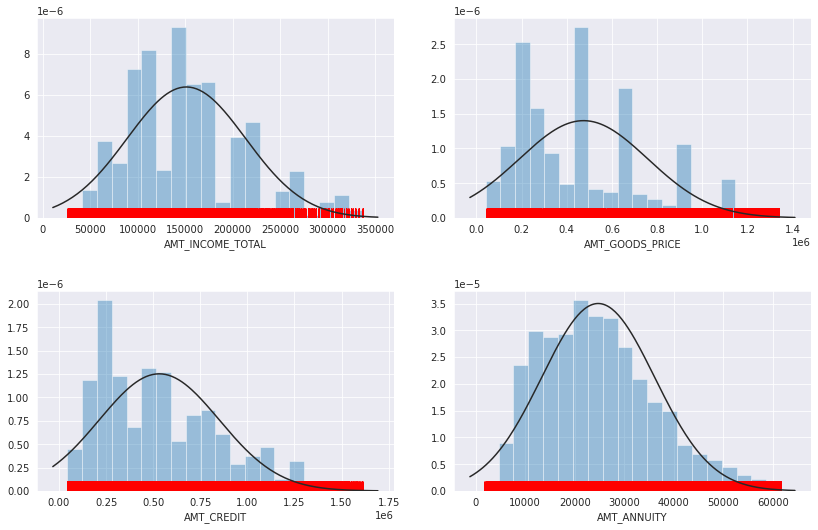 1e−6
8
6
4
2
0
0 50000 100000 150000 200000 250000 300000 350000
AMT_INCOME_TOTAL
1e−6
2.5
2.0
1.5
1.0
0.5
0.0
0.0 0.2 0.4 0.6 0.8 1.0 1.2 1.4
1e6
AMT_GOODS_PRICE
1e−6
2.00
1.75
1.50
1.25
1.00
0.75
0.50
0.25
0.00
0.00 0.25 0.50 0.75 1.00 1.25 1.50 1.75
1e6
AMT_CREDIT
1e−5
3.5
3.0
2.5
2.0
1.5
1.0
0.5
0.0
0 10000 20000 30000 40000 50000 60000
AMT_ANNUITY